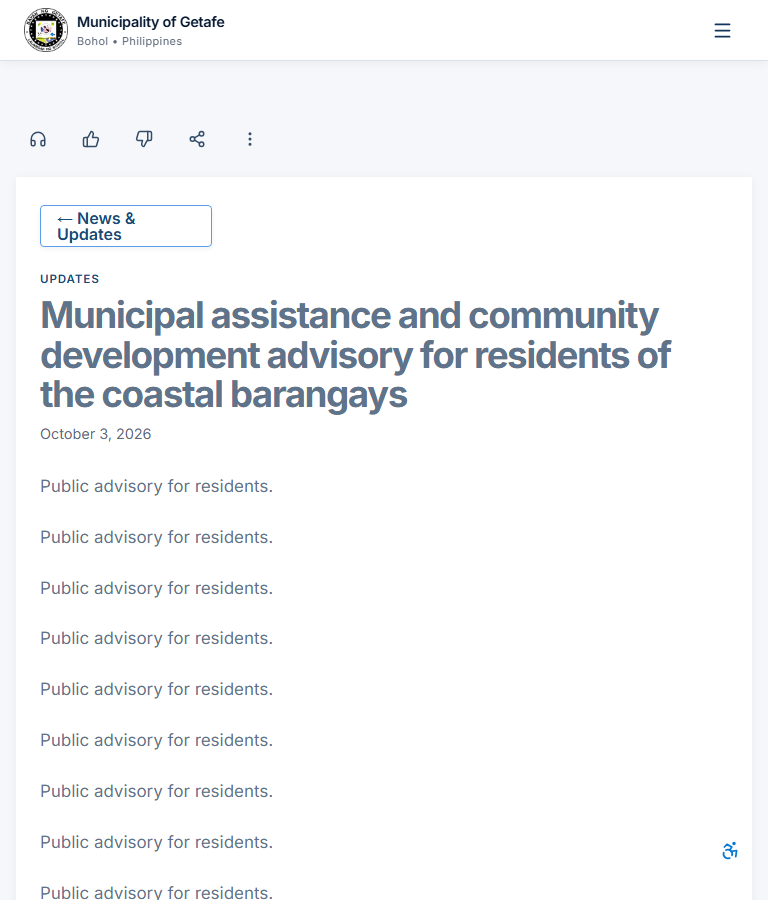 Municipality of Getafe
Bohol • Philippines
← News &
Updates
UPDATES
Municipal assistance and community
development advisory for residents of
the coastal barangays
October 3, 2026
Public advisory for residents.
Public advisory for residents.
Public advisory for residents.
Public advisory for residents.
Public advisory for residents.
Public advisory for residents.
Public advisory for residents.
Public advisory for residents.
Public advisory for residents.